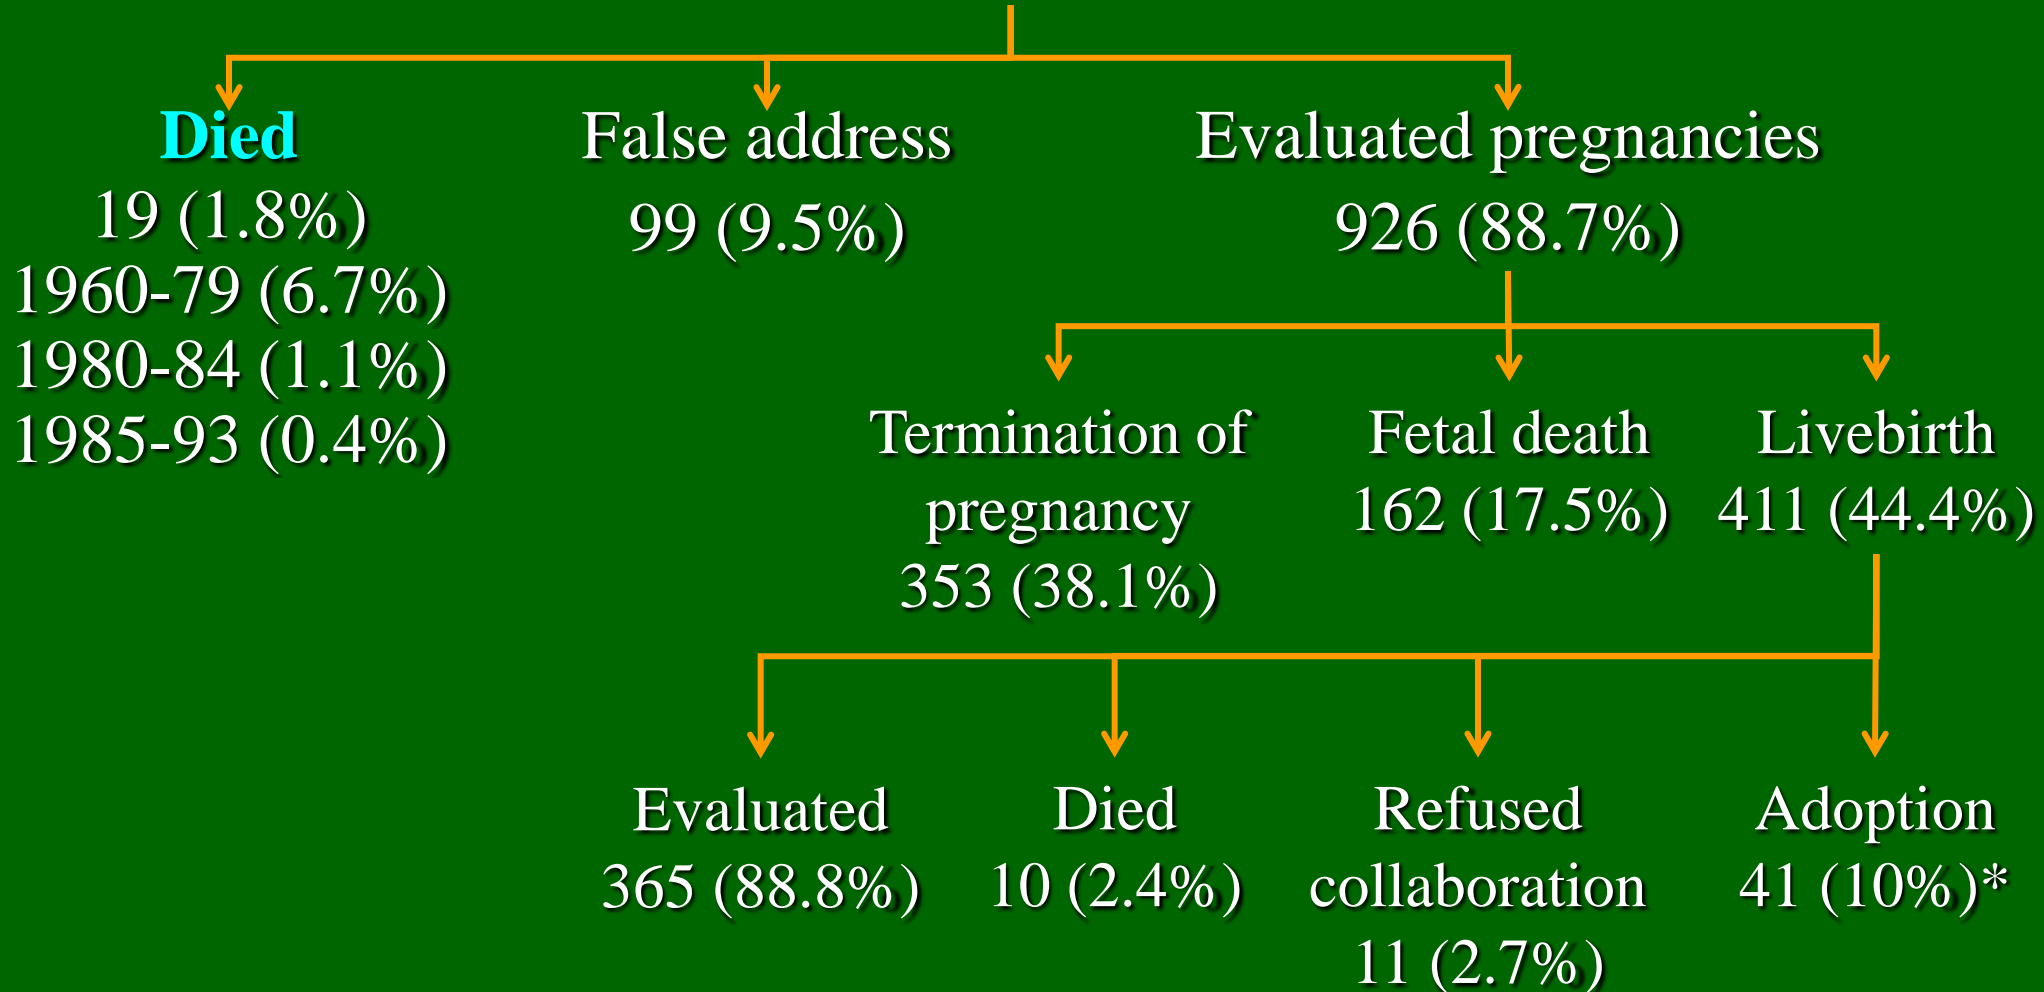 Died
19 (1.8%)
1960-79 (6.7%)
1980-84 (1.1%)
1985-93 (0.4%)
False address
99 (9.5%)
Evaluated pregnancies
926 (88.7%)
Termination of
pregnancy
353 (38.1%)
Fetal death
162 (17.5%)
Livebirth
411 (44.4%)
Evaluated
365 (88.8%)
Died
10 (2.4%)
Refused
collaboration
11 (2.7%)
Adoption
41 (10%)*